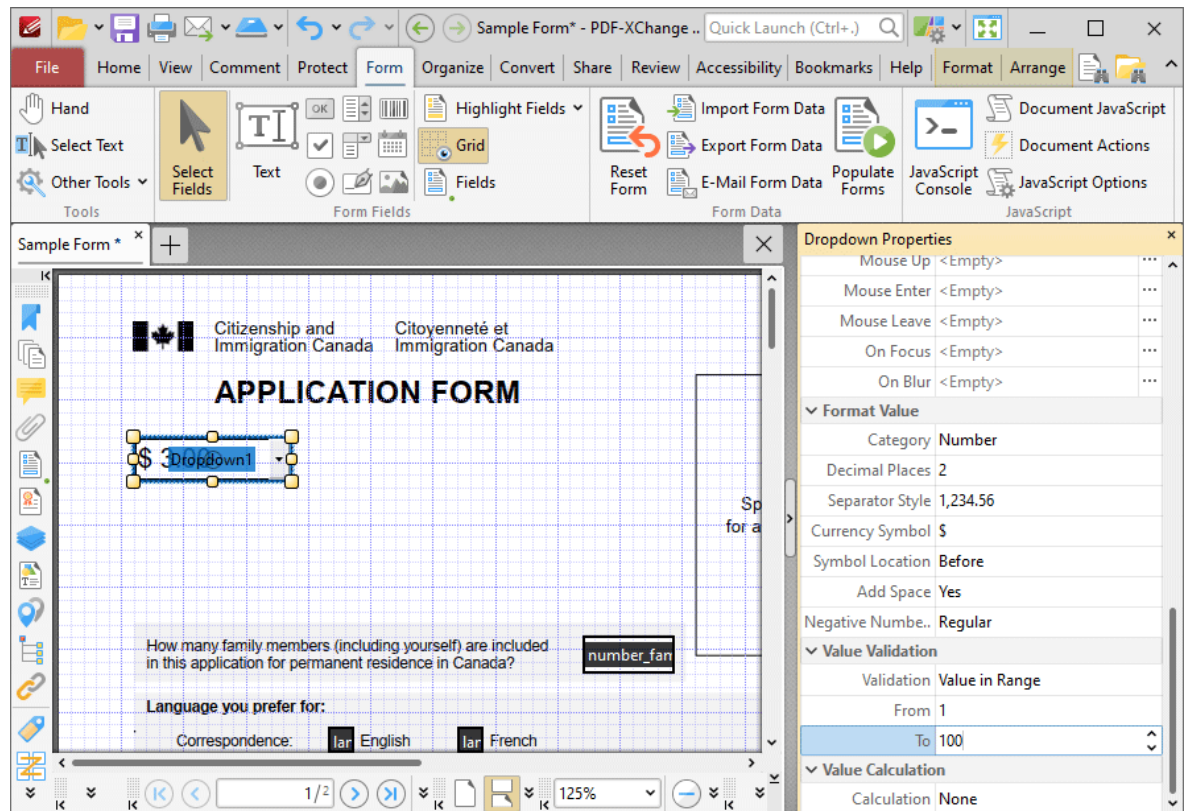 Sample Form* - PDF-XChange ..
Quick Launch (Ctrl+.)
File Home View Comment Protect Form Organize Convert Share Review Accessibility Bookmarks Help Format Arrange
Hand
Select Text
Other Tools
Tools
Select Fields
Text
OK
Highlight Fields
Grid
Fields
Form Fields
Reset Form
Import Form Data
Export Form Data
E-Mail Form Data
Populate Forms
Form Data
JavaScript Console
Document JavaScript
Document Actions
JavaScript Options
JavaScript
Sample Form *
Citizenship and Immigration Canada
Citoyenneté et Immigration Canada
APPLICATION FORM
$ 3.00
Dropdown1
Sp
for a
How many family members (including yourself) are included
in this application for permanent residence in Canada?
number_fan
Language you prefer for:
Correspondence: lar English lar French
1/2
125%
Dropdown Properties
Mouse Up <Empty>
Mouse Enter <Empty>
Mouse Leave <Empty>
On Focus <Empty>
On Blur <Empty>
Format Value
Category Number
Decimal Places 2
Separator Style 1,234.56
Currency Symbol $
Symbol Location Before
Add Space Yes
Negative Numbe.. Regular
Value Validation
Validation Value in Range
From 1
To 100
Value Calculation
Calculation None